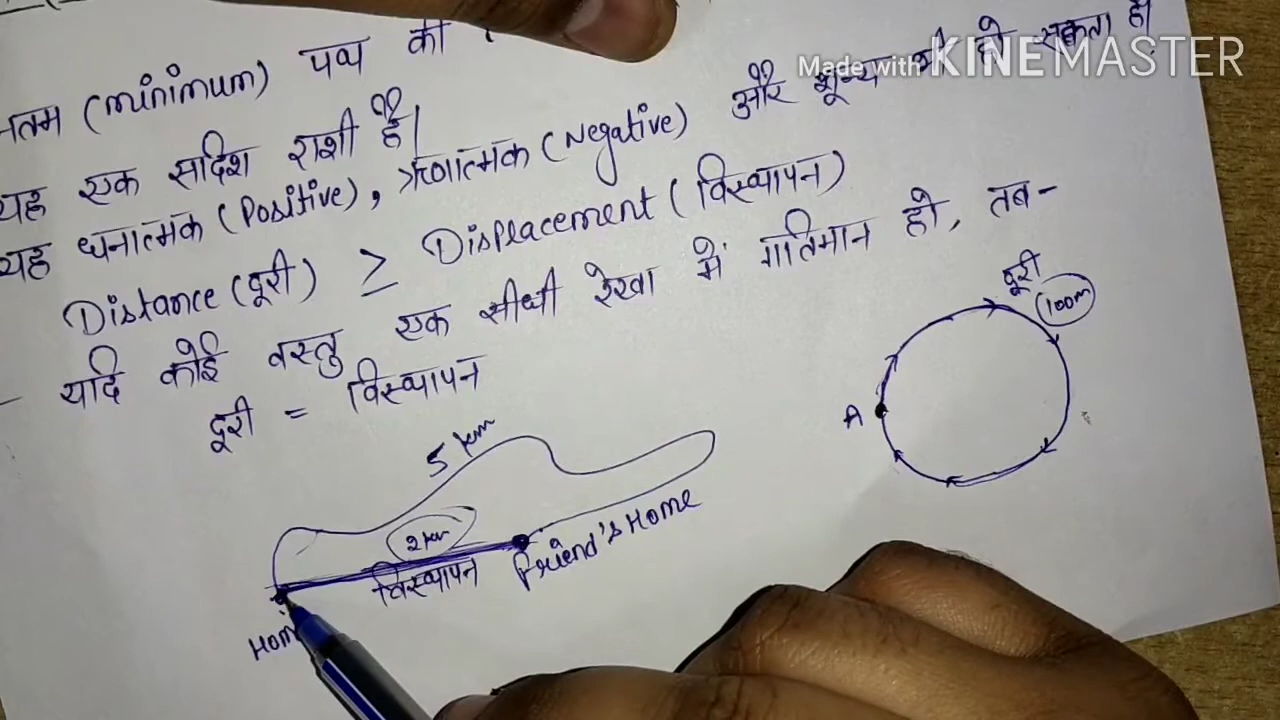 Made with KINEMASTER
न्तम (minimum) पथ की
यह एक सदिश राशी है।
यह धनात्मक (Positive), ऋणात्मक (Negative) और शून्य भी हो सकता है।
Distance (दूरी) ≥ Displacement (विस्थापन)
- यदि कोई वस्तु एक सीधी रेखा में गतिमान हो, तब-
दूरी = विस्थापन
दूरी
100m
A
5 km
2 km
विस्थापन
Friend's Home
Hom